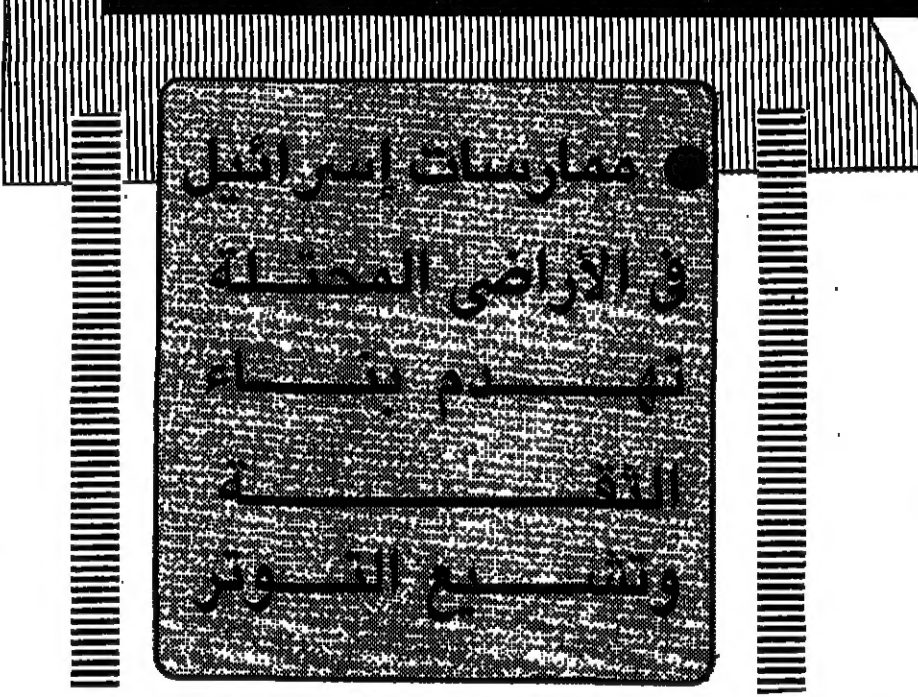 ● ممارسات إسرائيل
فى الأراضى المحتلة
تهدم بناء
الثقة
وتشيع التوتر